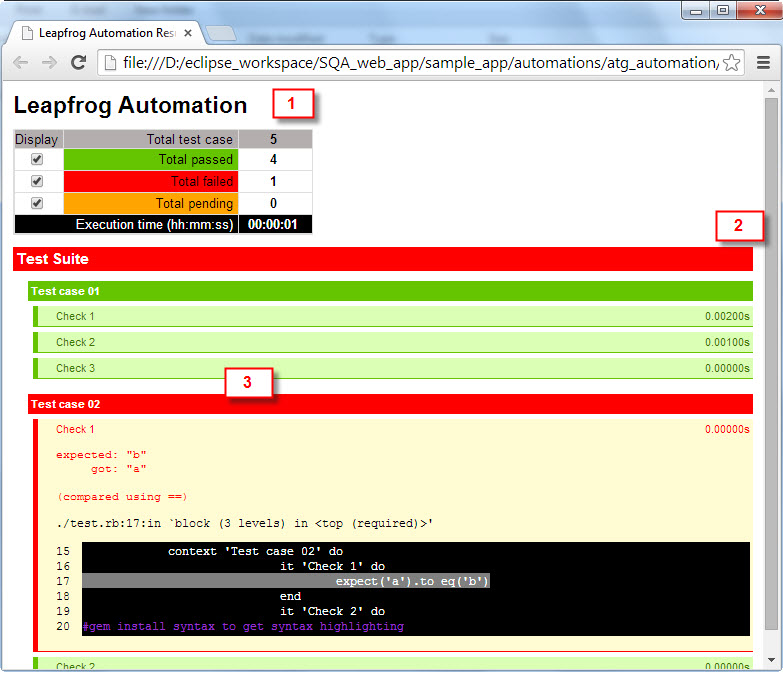 Leapfrog Automation Res
file:///D:/eclipse_workspace/SQA_web_app/sample_app/automations/atg_automation/
Leapfrog Automation
1
Display Total test case 5
Total passed 4
Total failed 1
Total pending 0
Execution time (hh:mm:ss) 00:00:01
2
Test Suite
Test case 01
Check 1 0.00200s
Check 2 0.00100s
Check 3 0.00000s
3
Test case 02
Check 1 0.00000s
expected: "b"
got: "a"
(compared using ==)
./test.rb:17:in `block (3 levels) in <top (required)>'
15 context 'Test case 02' do
16 it 'Check 1' do
17 expect('a').to eq('b')
18 end
19 it 'Check 2' do
20 #gem install syntax to get syntax highlighting
Check 2 0.00000s